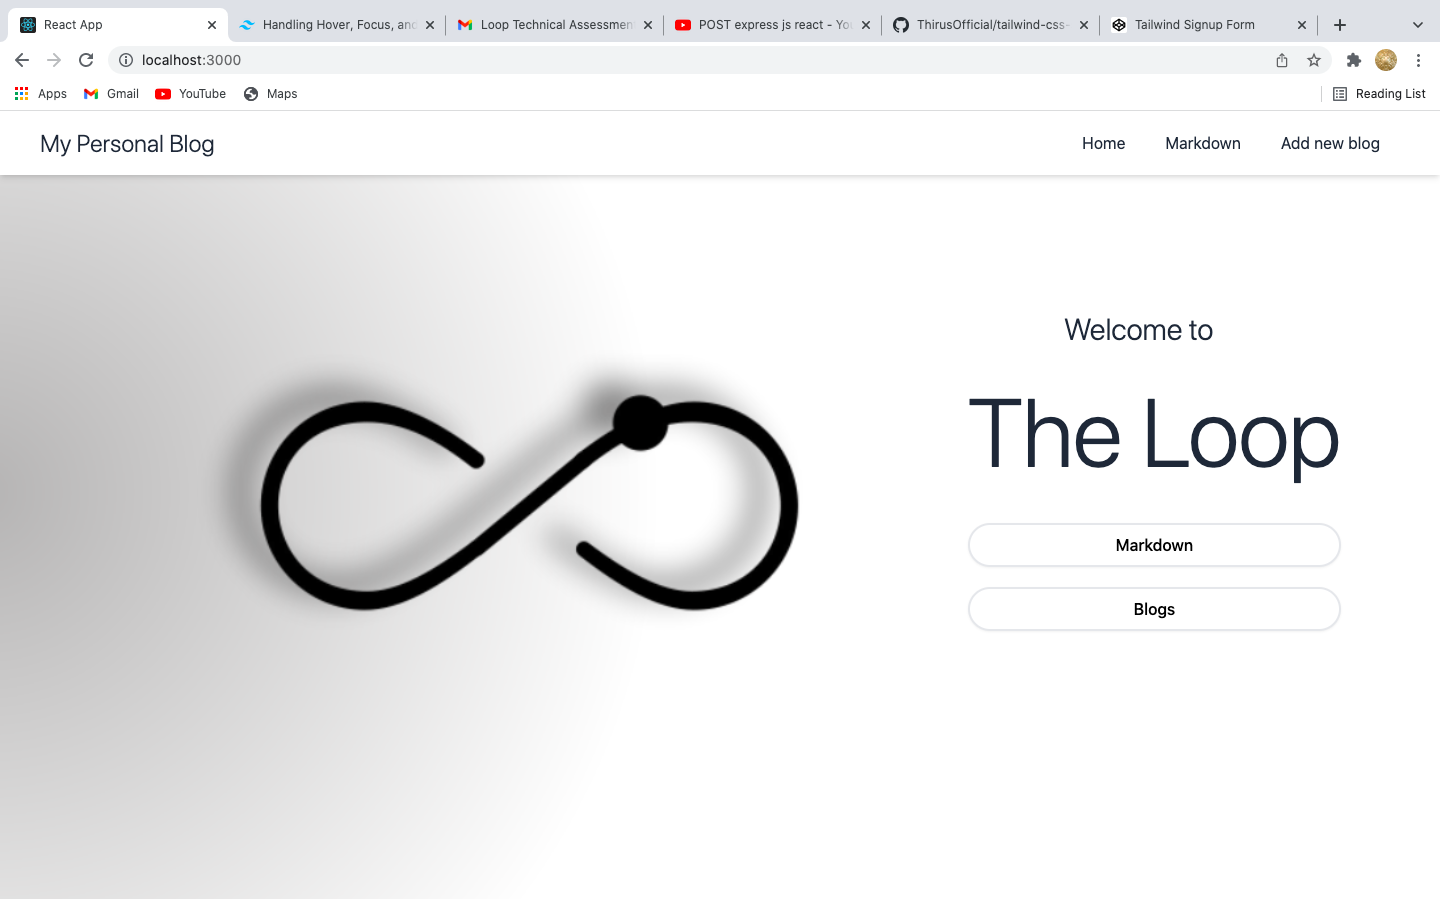 React App
Handling Hover, Focus, and
Loop Technical Assessment
POST express js react - You
ThirusOfficial/tailwind-css-
Tailwind Signup Form
localhost:3000
Apps
Gmail
YouTube
Maps
Reading List
My Personal Blog
Home
Markdown
Add new blog
Welcome to
The Loop
Markdown
Blogs